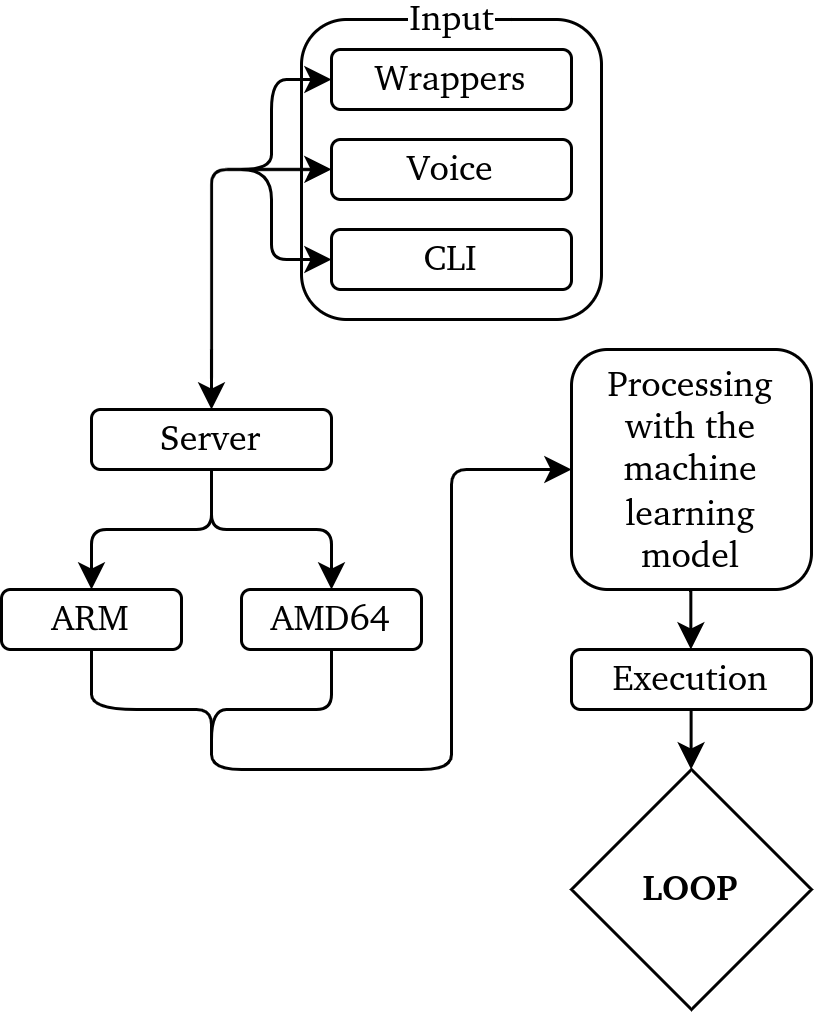 Input
Wrappers
Voice
CLI
Server
ARM
AMD64
Processing
with the
machine
learning
model
Execution
LOOP